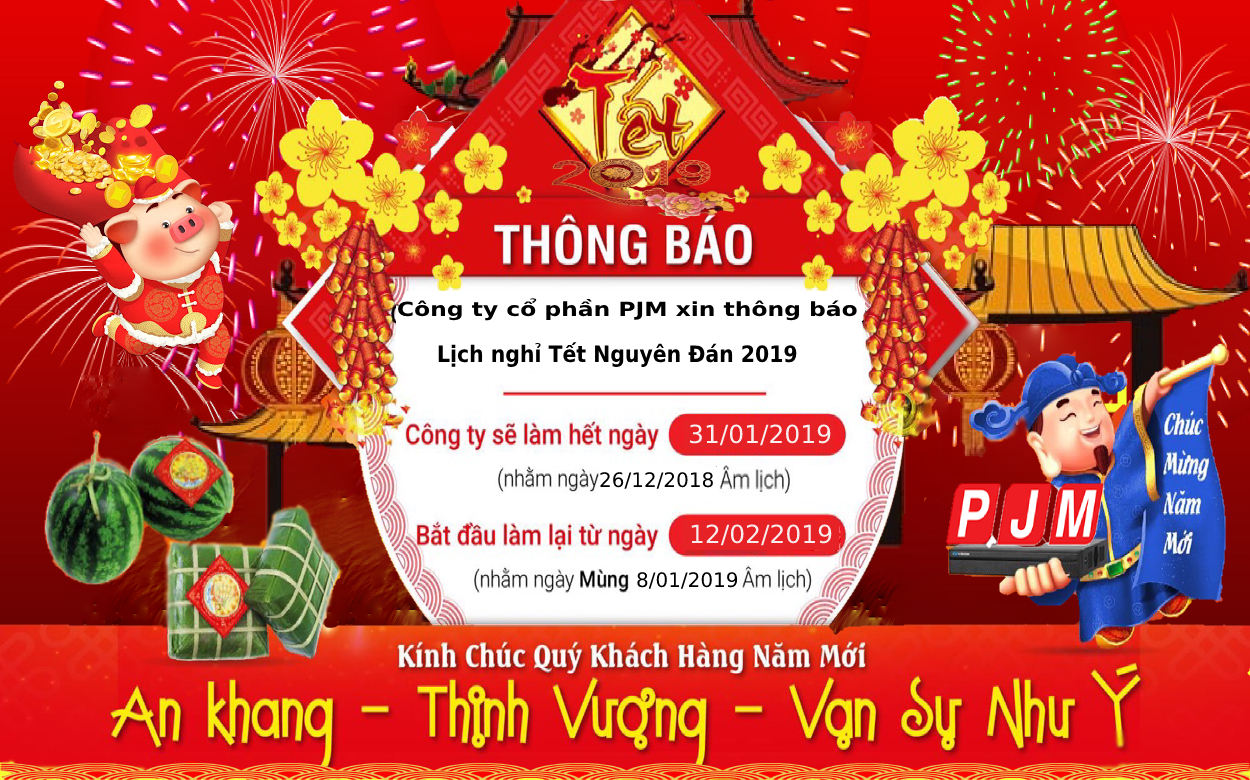 Tết
2019
THÔNG BÁO
Công ty cổ phần PJM xin thông báo
Lịch nghỉ Tết Nguyên Đán 2019
Công ty sẽ làm hết ngày 31/01/2019
(nhằm ngày26/12/2018 Âm lịch)
Bắt đầu làm lại từ ngày 12/02/2019
(nhằm ngày Mùng 8/01/2019 Âm lịch)
Chúc
Mừng
Năm
Mới
PJM
Kính Chúc Quý Khách Hàng Năm Mới
An khang - Thịnh Vượng - Vạn Sự Như Ý